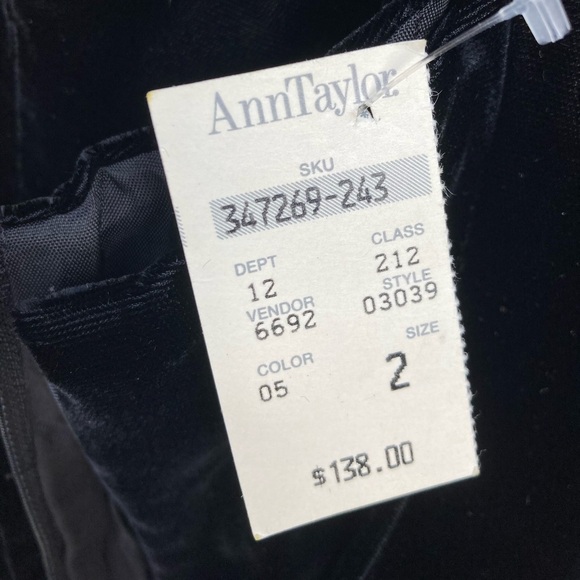 AnnTaylor
SKU
347269-243
DEPT CLASS
12 212
VENDOR STYLE
6692 03039
COLOR SIZE
05 2
$138.00